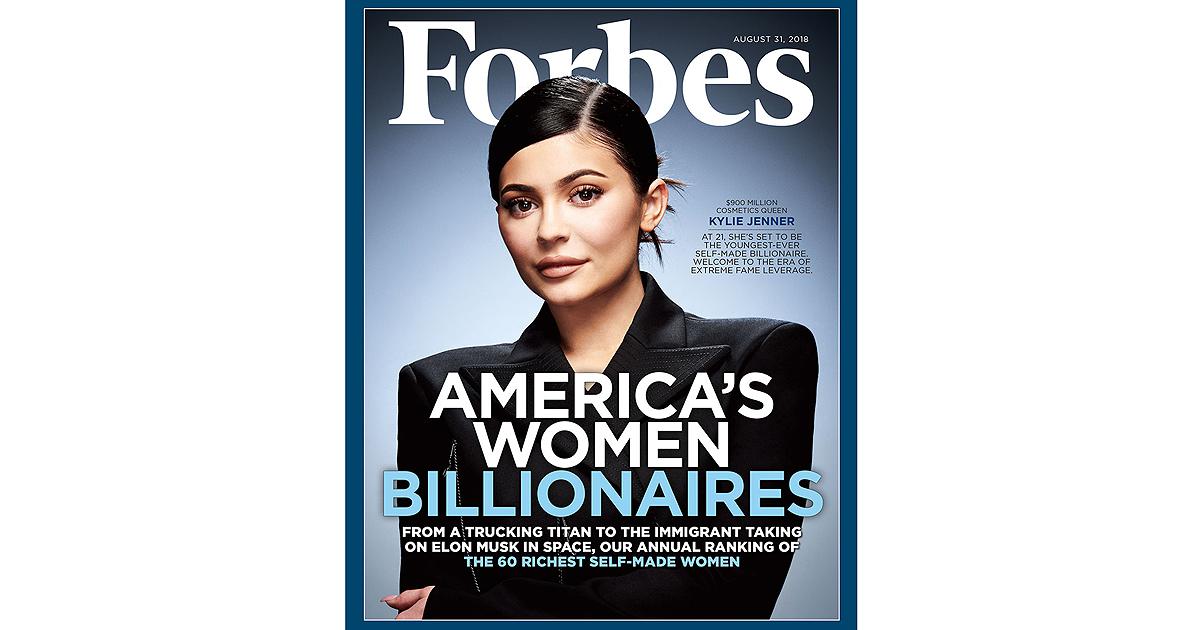 AUGUST 31, 2018
Forbes
$900 MILLION
COSMETICS QUEEN
KYLIE JENNER
AT 21, SHE'S SET TO BE
THE YOUNGEST-EVER
SELF-MADE BILLIONAIRE.
WELCOME TO THE ERA OF
EXTREME FAME LEVERAGE.
AMERICA'S
WOMEN
BILLIONAIRES
FROM A TRUCKING TITAN TO THE IMMIGRANT TAKING
ON ELON MUSK IN SPACE, OUR ANNUAL RANKING OF
THE 60 RICHEST SELF-MADE WOMEN